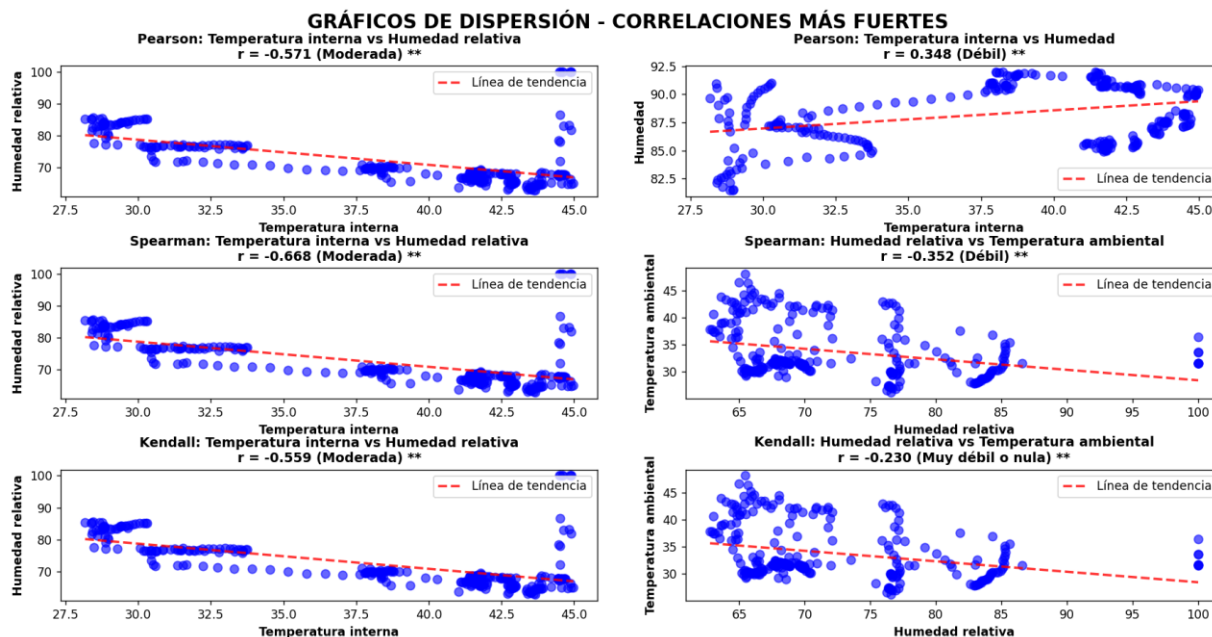 GRÁFICOS DE DISPERSIÓN - CORRELACIONES MÁS FUERTES
Pearson: Temperatura interna vs Humedad relativa
r = -0.571 (Moderada) **
Humedad relativa
100
90
80
70
Línea de tendencia
27.5 30.0 32.5 35.0 37.5 40.0 42.5 45.0
Temperatura interna
Pearson: Temperatura interna vs Humedad
r = 0.348 (Débil) **
Humedad
92.5
90.0
87.5
85.0
82.5
Línea de tendencia
27.5 30.0 32.5 35.0 37.5 40.0 42.5 45.0
Temperatura interna
Spearman: Temperatura interna vs Humedad relativa
r = -0.668 (Moderada) **
Humedad relativa
100
90
80
70
Línea de tendencia
27.5 30.0 32.5 35.0 37.5 40.0 42.5 45.0
Temperatura interna
Spearman: Humedad relativa vs Temperatura ambiental
r = -0.352 (Débil) **
Temperatura ambiental
45
40
35
30
Línea de tendencia
65 70 75 80 85 90 95 100
Humedad relativa
Kendall: Temperatura interna vs Humedad relativa
r = -0.559 (Moderada) **
Humedad relativa
100
90
80
70
Línea de tendencia
27.5 30.0 32.5 35.0 37.5 40.0 42.5 45.0
Temperatura interna
Kendall: Humedad relativa vs Temperatura ambiental
r = -0.230 (Muy débil o nula) **
Temperatura ambiental
45
40
35
30
Línea de tendencia
65 70 75 80 85 90 95 100
Humedad relativa